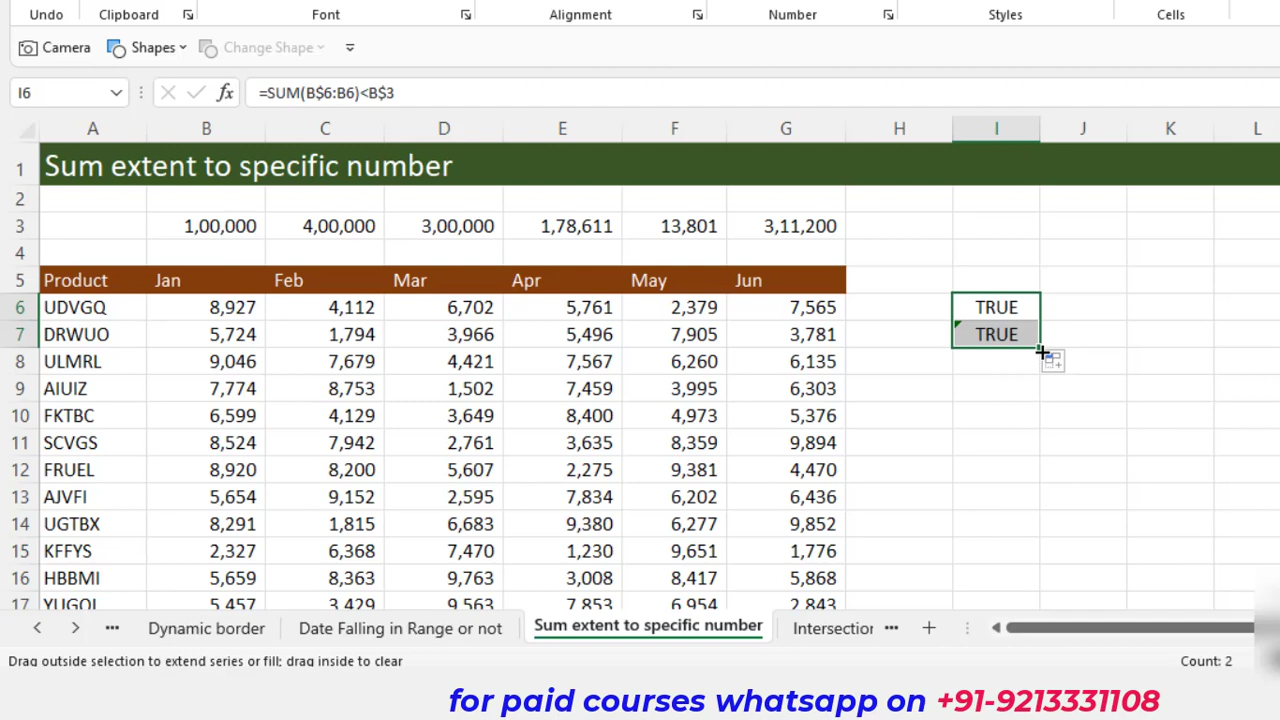 Undo Clipboard Font Alignment Number Styles Cells
Camera Shapes Change Shape
I6 fx =SUM(B$6:B6)<B$3
A B C D E F G H I J K L
1 Sum extent to specific number
2
3 1,00,000 4,00,000 3,00,000 1,78,611 13,801 3,11,200
4
5 Product Jan Feb Mar Apr May Jun
6 UDVGQ 8,927 4,112 6,702 5,761 2,379 7,565 TRUE
7 DRWUO 5,724 1,794 3,966 5,496 7,905 3,781 TRUE
8 ULMRL 9,046 7,679 4,421 7,567 6,260 6,135
9 AIUIZ 7,774 8,753 1,502 7,459 3,995 6,303
10 FKTBC 6,599 4,129 3,649 8,400 4,973 5,376
11 SCVGS 8,524 7,942 2,761 3,635 8,359 9,894
12 FRUEL 8,920 8,200 5,607 2,275 9,381 4,470
13 AJVFI 5,654 9,152 2,595 7,834 6,202 6,436
14 UGTBX 8,291 1,815 6,683 9,380 6,277 9,852
15 KFFYS 2,327 6,368 7,470 1,230 9,651 1,776
16 HBBMI 5,659 8,363 9,763 3,008 8,417 5,868
17 5,457 3,429 9,563 7,853 6,954 2,843
Dynamic border Date Falling in Range or not Sum extent to specific number Intersection
Drag outside selection to extend series or fill; drag inside to clear Count: 2
for paid courses whatsapp on +91-9213331108